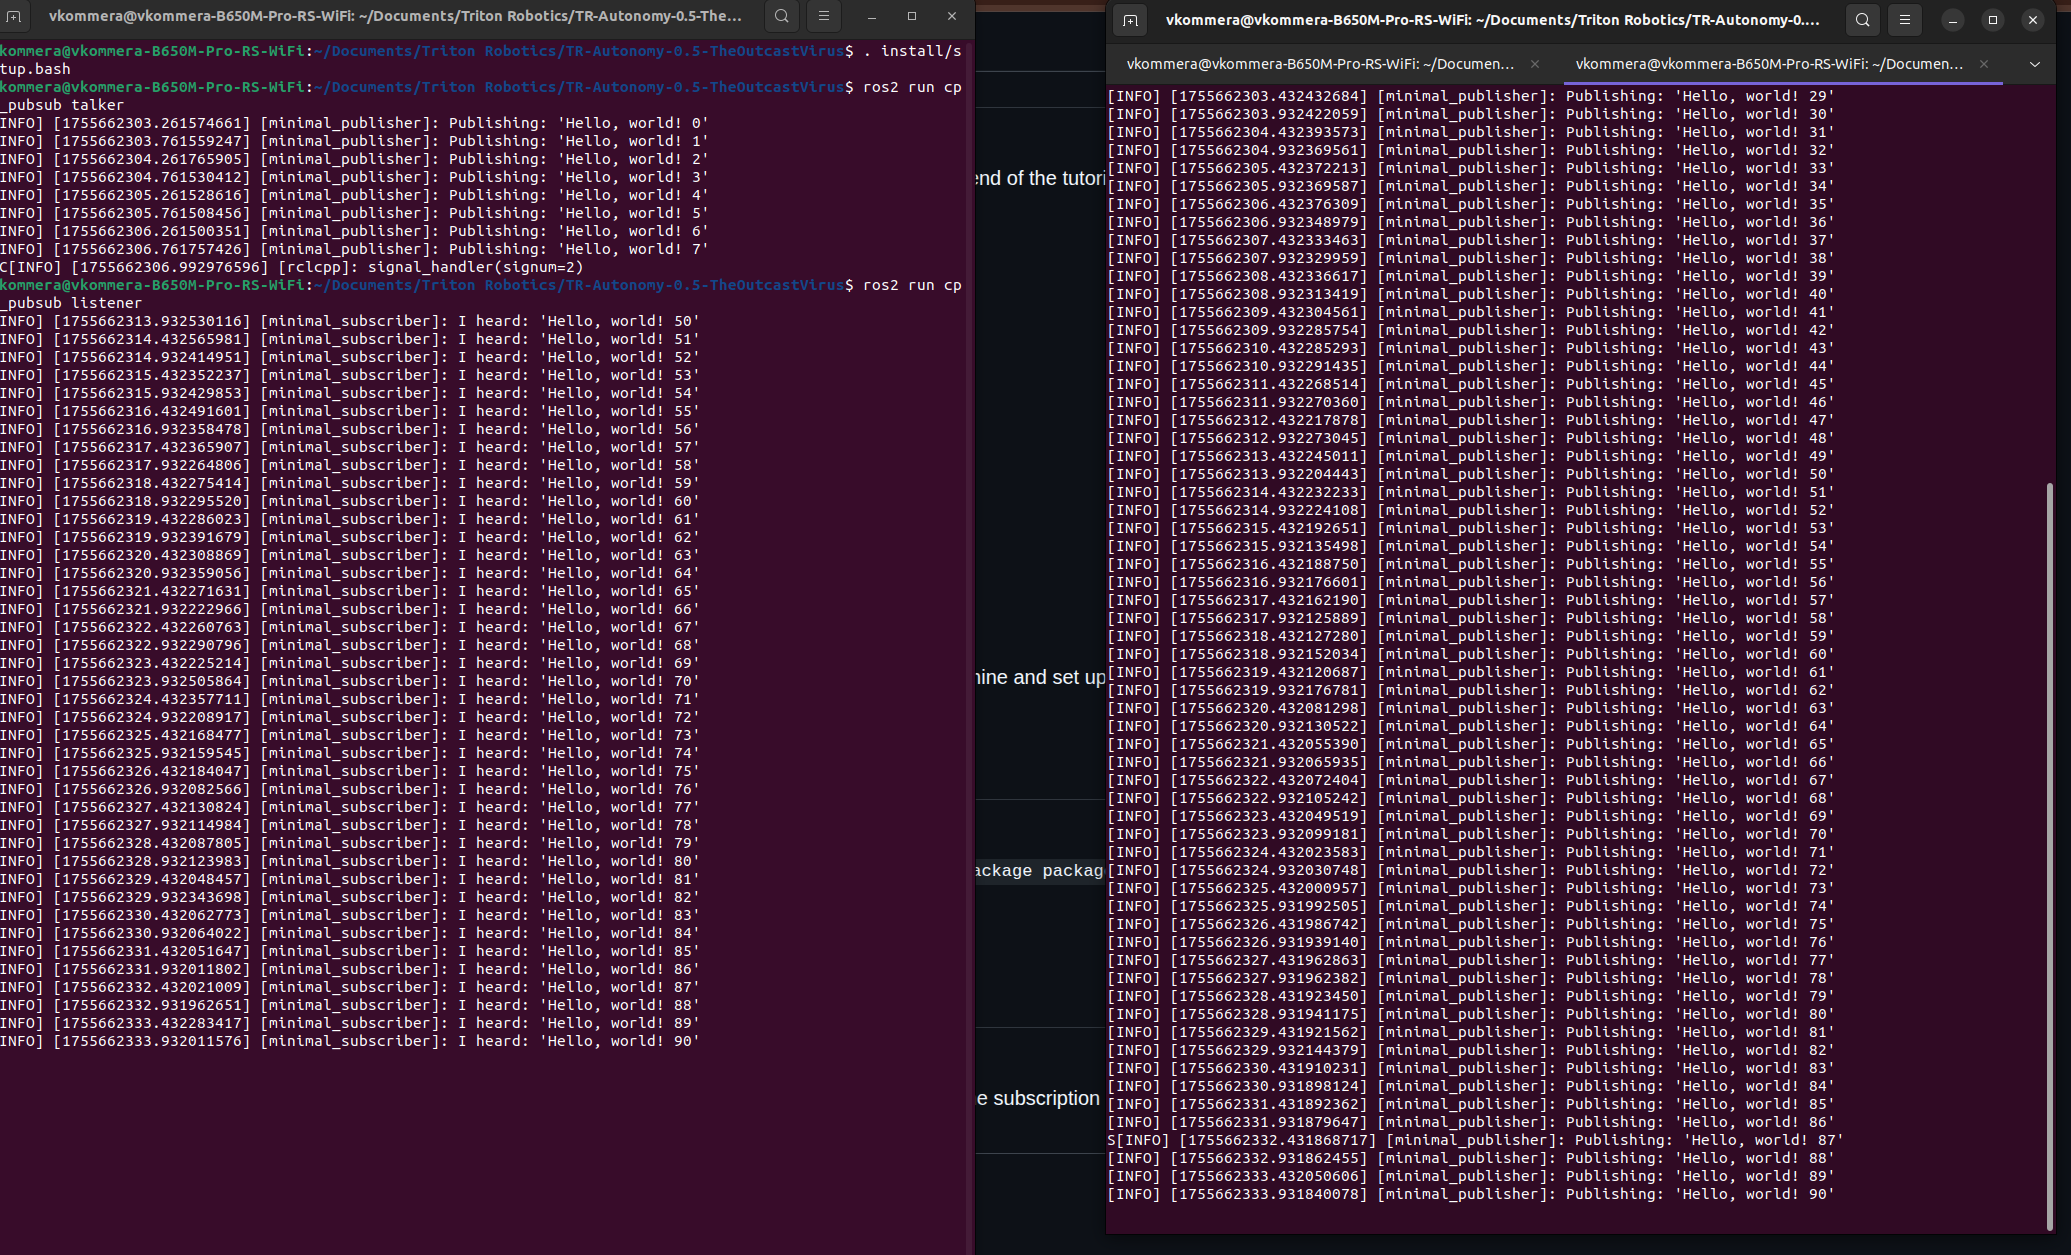 vkommera@vkommera-B650M-Pro-RS-WiFi: ~/Documents/Triton Robotics/TR-Autonomy-0.5-The...
kommera@vkommera-B650M-Pro-RS-WiFi:~/Documents/Triton Robotics/TR-Autonomy-0.5-TheOutcastVirus$ . install/s
tup.bash
kommera@vkommera-B650M-Pro-RS-WiFi:~/Documents/Triton Robotics/TR-Autonomy-0.5-TheOutcastVirus$ ros2 run cp
_pubsub talker
INFO] [1755662303.261574661] [minimal_publisher]: Publishing: 'Hello, world! 0'
INFO] [1755662303.761559247] [minimal_publisher]: Publishing: 'Hello, world! 1'
INFO] [1755662304.261765905] [minimal_publisher]: Publishing: 'Hello, world! 2'
INFO] [1755662304.761530412] [minimal_publisher]: Publishing: 'Hello, world! 3'
INFO] [1755662305.261528616] [minimal_publisher]: Publishing: 'Hello, world! 4'
INFO] [1755662305.761508456] [minimal_publisher]: Publishing: 'Hello, world! 5'
INFO] [1755662306.261500351] [minimal_publisher]: Publishing: 'Hello, world! 6'
INFO] [1755662306.761757426] [minimal_publisher]: Publishing: 'Hello, world! 7'
C[INFO] [1755662306.992976596] [rclcpp]: signal_handler(signum=2)
kommera@vkommera-B650M-Pro-RS-WiFi:~/Documents/Triton Robotics/TR-Autonomy-0.5-TheOutcastVirus$ ros2 run cp
_pubsub listener
INFO] [1755662313.932530116] [minimal_subscriber]: I heard: 'Hello, world! 50'
INFO] [1755662314.432565981] [minimal_subscriber]: I heard: 'Hello, world! 51'
INFO] [1755662314.932414951] [minimal_subscriber]: I heard: 'Hello, world! 52'
INFO] [1755662315.432352237] [minimal_subscriber]: I heard: 'Hello, world! 53'
INFO] [1755662315.932429853] [minimal_subscriber]: I heard: 'Hello, world! 54'
INFO] [1755662316.432491601] [minimal_subscriber]: I heard: 'Hello, world! 55'
INFO] [1755662316.932358478] [minimal_subscriber]: I heard: 'Hello, world! 56'
INFO] [1755662317.432365907] [minimal_subscriber]: I heard: 'Hello, world! 57'
INFO] [1755662317.932264806] [minimal_subscriber]: I heard: 'Hello, world! 58'
INFO] [1755662318.432275414] [minimal_subscriber]: I heard: 'Hello, world! 59'
INFO] [1755662318.932295520] [minimal_subscriber]: I heard: 'Hello, world! 60'
INFO] [1755662319.432286023] [minimal_subscriber]: I heard: 'Hello, world! 61'
INFO] [1755662319.932391679] [minimal_subscriber]: I heard: 'Hello, world! 62'
INFO] [1755662320.432308869] [minimal_subscriber]: I heard: 'Hello, world! 63'
INFO] [1755662320.932359056] [minimal_subscriber]: I heard: 'Hello, world! 64'
INFO] [1755662321.432271631] [minimal_subscriber]: I heard: 'Hello, world! 65'
INFO] [1755662321.932222966] [minimal_subscriber]: I heard: 'Hello, world! 66'
INFO] [1755662322.432260763] [minimal_subscriber]: I heard: 'Hello, world! 67'
INFO] [1755662322.932290796] [minimal_subscriber]: I heard: 'Hello, world! 68'
INFO] [1755662323.432225214] [minimal_subscriber]: I heard: 'Hello, world! 69'
INFO] [1755662323.932505864] [minimal_subscriber]: I heard: 'Hello, world! 70'
INFO] [1755662324.432357711] [minimal_subscriber]: I heard: 'Hello, world! 71'
INFO] [1755662324.932208917] [minimal_subscriber]: I heard: 'Hello, world! 72'
INFO] [1755662325.432168477] [minimal_subscriber]: I heard: 'Hello, world! 73'
INFO] [1755662325.932159545] [minimal_subscriber]: I heard: 'Hello, world! 74'
INFO] [1755662326.432184047] [minimal_subscriber]: I heard: 'Hello, world! 75'
INFO] [1755662326.932082566] [minimal_subscriber]: I heard: 'Hello, world! 76'
INFO] [1755662327.432130824] [minimal_subscriber]: I heard: 'Hello, world! 77'
INFO] [1755662327.932114984] [minimal_subscriber]: I heard: 'Hello, world! 78'
INFO] [1755662328.432087805] [minimal_subscriber]: I heard: 'Hello, world! 79'
INFO] [1755662328.932123983] [minimal_subscriber]: I heard: 'Hello, world! 80'
INFO] [1755662329.432048457] [minimal_subscriber]: I heard: 'Hello, world! 81'
INFO] [1755662329.932343698] [minimal_subscriber]: I heard: 'Hello, world! 82'
INFO] [1755662330.432062773] [minimal_subscriber]: I heard: 'Hello, world! 83'
INFO] [1755662330.932064022] [minimal_subscriber]: I heard: 'Hello, world! 84'
INFO] [1755662331.432051647] [minimal_subscriber]: I heard: 'Hello, world! 85'
INFO] [1755662331.932011802] [minimal_subscriber]: I heard: 'Hello, world! 86'
INFO] [1755662332.432021009] [minimal_subscriber]: I heard: 'Hello, world! 87'
INFO] [1755662332.931962651] [minimal_subscriber]: I heard: 'Hello, world! 88'
INFO] [1755662333.432283417] [minimal_subscriber]: I heard: 'Hello, world! 89'
INFO] [1755662333.932011576] [minimal_subscriber]: I heard: 'Hello, world! 90'
end of the tutori
hine and set up
ackage packag
e subscription
vkommera@vkommera-B650M-Pro-RS-WiFi: ~/Documents/Triton Robotics/TR-Autonomy-0....
vkommera@vkommera-B650M-Pro-RS-WiFi: ~/Documen...
vkommera@vkommera-B650M-Pro-RS-WiFi: ~/Documen...
[INFO] [1755662303.432432684] [minimal_publisher]: Publishing: 'Hello, world! 29'
[INFO] [1755662303.932422059] [minimal_publisher]: Publishing: 'Hello, world! 30'
[INFO] [1755662304.432393573] [minimal_publisher]: Publishing: 'Hello, world! 31'
[INFO] [1755662304.932369561] [minimal_publisher]: Publishing: 'Hello, world! 32'
[INFO] [1755662305.432372213] [minimal_publisher]: Publishing: 'Hello, world! 33'
[INFO] [1755662305.932369587] [minimal_publisher]: Publishing: 'Hello, world! 34'
[INFO] [1755662306.432376309] [minimal_publisher]: Publishing: 'Hello, world! 35'
[INFO] [1755662306.932348979] [minimal_publisher]: Publishing: 'Hello, world! 36'
[INFO] [1755662307.432333463] [minimal_publisher]: Publishing: 'Hello, world! 37'
[INFO] [1755662307.932329959] [minimal_publisher]: Publishing: 'Hello, world! 38'
[INFO] [1755662308.432336617] [minimal_publisher]: Publishing: 'Hello, world! 39'
[INFO] [1755662308.932313419] [minimal_publisher]: Publishing: 'Hello, world! 40'
[INFO] [1755662309.432304561] [minimal_publisher]: Publishing: 'Hello, world! 41'
[INFO] [1755662309.932285754] [minimal_publisher]: Publishing: 'Hello, world! 42'
[INFO] [1755662310.432285293] [minimal_publisher]: Publishing: 'Hello, world! 43'
[INFO] [1755662310.932291435] [minimal_publisher]: Publishing: 'Hello, world! 44'
[INFO] [1755662311.432268514] [minimal_publisher]: Publishing: 'Hello, world! 45'
[INFO] [1755662311.932270360] [minimal_publisher]: Publishing: 'Hello, world! 46'
[INFO] [1755662312.432217878] [minimal_publisher]: Publishing: 'Hello, world! 47'
[INFO] [1755662312.932273045] [minimal_publisher]: Publishing: 'Hello, world! 48'
[INFO] [1755662313.432245011] [minimal_publisher]: Publishing: 'Hello, world! 49'
[INFO] [1755662313.932204443] [minimal_publisher]: Publishing: 'Hello, world! 50'
[INFO] [1755662314.432232233] [minimal_publisher]: Publishing: 'Hello, world! 51'
[INFO] [1755662314.932224108] [minimal_publisher]: Publishing: 'Hello, world! 52'
[INFO] [1755662315.432192651] [minimal_publisher]: Publishing: 'Hello, world! 53'
[INFO] [1755662315.932135498] [minimal_publisher]: Publishing: 'Hello, world! 54'
[INFO] [1755662316.432188750] [minimal_publisher]: Publishing: 'Hello, world! 55'
[INFO] [1755662316.932176601] [minimal_publisher]: Publishing: 'Hello, world! 56'
[INFO] [1755662317.432162190] [minimal_publisher]: Publishing: 'Hello, world! 57'
[INFO] [1755662317.932125889] [minimal_publisher]: Publishing: 'Hello, world! 58'
[INFO] [1755662318.432127280] [minimal_publisher]: Publishing: 'Hello, world! 59'
[INFO] [1755662318.932152034] [minimal_publisher]: Publishing: 'Hello, world! 60'
[INFO] [1755662319.432120687] [minimal_publisher]: Publishing: 'Hello, world! 61'
[INFO] [1755662319.932176781] [minimal_publisher]: Publishing: 'Hello, world! 62'
[INFO] [1755662320.432081298] [minimal_publisher]: Publishing: 'Hello, world! 63'
[INFO] [1755662320.932130522] [minimal_publisher]: Publishing: 'Hello, world! 64'
[INFO] [1755662321.432055390] [minimal_publisher]: Publishing: 'Hello, world! 65'
[INFO] [1755662321.932065935] [minimal_publisher]: Publishing: 'Hello, world! 66'
[INFO] [1755662322.432072404] [minimal_publisher]: Publishing: 'Hello, world! 67'
[INFO] [1755662322.932105242] [minimal_publisher]: Publishing: 'Hello, world! 68'
[INFO] [1755662323.432049519] [minimal_publisher]: Publishing: 'Hello, world! 69'
[INFO] [1755662323.932099181] [minimal_publisher]: Publishing: 'Hello, world! 70'
[INFO] [1755662324.432023583] [minimal_publisher]: Publishing: 'Hello, world! 71'
[INFO] [1755662324.932030748] [minimal_publisher]: Publishing: 'Hello, world! 72'
[INFO] [1755662325.432000957] [minimal_publisher]: Publishing: 'Hello, world! 73'
[INFO] [1755662325.931992505] [minimal_publisher]: Publishing: 'Hello, world! 74'
[INFO] [1755662326.431986742] [minimal_publisher]: Publishing: 'Hello, world! 75'
[INFO] [1755662326.931939140] [minimal_publisher]: Publishing: 'Hello, world! 76'
[INFO] [1755662327.431962863] [minimal_publisher]: Publishing: 'Hello, world! 77'
[INFO] [1755662327.931962382] [minimal_publisher]: Publishing: 'Hello, world! 78'
[INFO] [1755662328.431923450] [minimal_publisher]: Publishing: 'Hello, world! 79'
[INFO] [1755662328.931941175] [minimal_publisher]: Publishing: 'Hello, world! 80'
[INFO] [1755662329.431921562] [minimal_publisher]: Publishing: 'Hello, world! 81'
[INFO] [1755662329.932144379] [minimal_publisher]: Publishing: 'Hello, world! 82'
[INFO] [1755662330.431910231] [minimal_publisher]: Publishing: 'Hello, world! 83'
[INFO] [1755662330.931898124] [minimal_publisher]: Publishing: 'Hello, world! 84'
[INFO] [1755662331.431892362] [minimal_publisher]: Publishing: 'Hello, world! 85'
[INFO] [1755662331.931879647] [minimal_publisher]: Publishing: 'Hello, world! 86'
S[INFO] [1755662332.431868717] [minimal_publisher]: Publishing: 'Hello, world! 87'
[INFO] [1755662332.931862455] [minimal_publisher]: Publishing: 'Hello, world! 88'
[INFO] [1755662333.432050606] [minimal_publisher]: Publishing: 'Hello, world! 89'
[INFO] [1755662333.931840078] [minimal_publisher]: Publishing: 'Hello, world! 90'